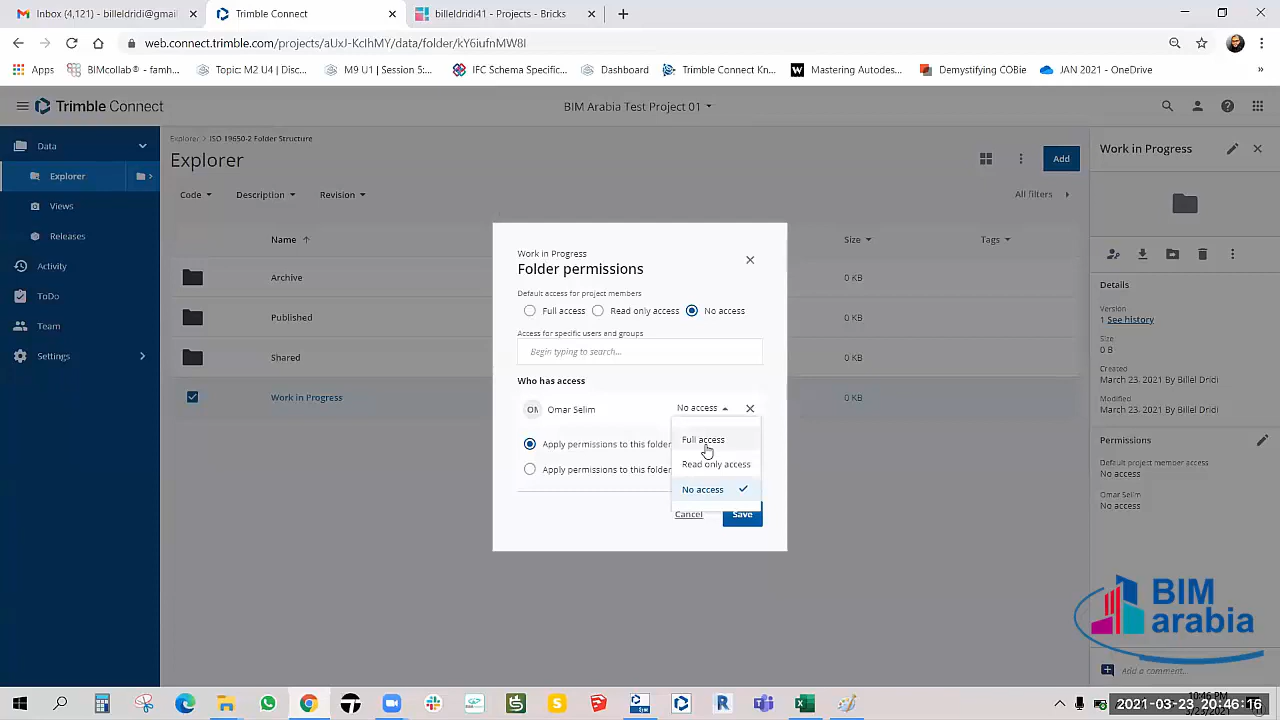 Inbox (4,121) - billeldridi@gmail
Trimble Connect
billeldridi41 - Projects - Bricks
web.connect.trimble.com/projects/aUxJ-KcIhMY/data/folder/kY6iufnMW8I
Apps
BIMcollab® - famh...
Topic: M2 U4 | Disc...
M9 U1 | Session 5:...
IFC Schema Specific...
Dashboard
Trimble Connect Kn...
Mastering Autodes...
Demystifying COBie
JAN 2021 - OneDrive
Trimble Connect
BIM Arabia Test Project 01
Data
Explorer
Views
Releases
Activity
ToDo
Team
Settings
Explorer > ISO 19650-2 Folder Structure
Explorer
Add
Code
Description
Revision
All filters
Name
Size
Tags
Archive
0 KB
Published
0 KB
Shared
0 KB
Work in Progress
0 KB
Work in Progress
Folder permissions
Default access for project members
Full access
Read only access
No access
Access for specific users and groups
Begin typing to search...
Who has access
Omar Selim
No access
Apply permissions to this folder
Apply permissions to this folder
Full access
Read only access
No access
Cancel
Save
Work in Progress
Details
Version
1 See history
Size
0 B
Created
March 23, 2021 By Billel Dridi
Modified
March 23, 2021 By Billel Dridi
Permissions
Default project member access
No access
Omar Selim
No access
BIM
arabia
Add a comment...
10:46 PM
2021-03-23 20:46:16